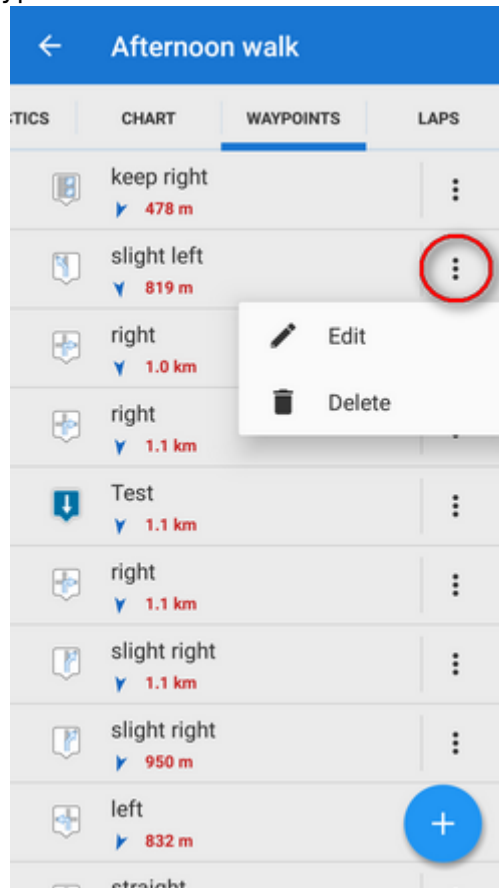 Afternoon walk
CHART
WAYPOINTS
LAPS
keep right
478 m
slight left
819 m
right
1.0 km
Edit
Delete
right
1.1 km
Test
1.1 km
right
1.1 km
slight right
1.1 km
slight right
950 m
left
832 m
straight